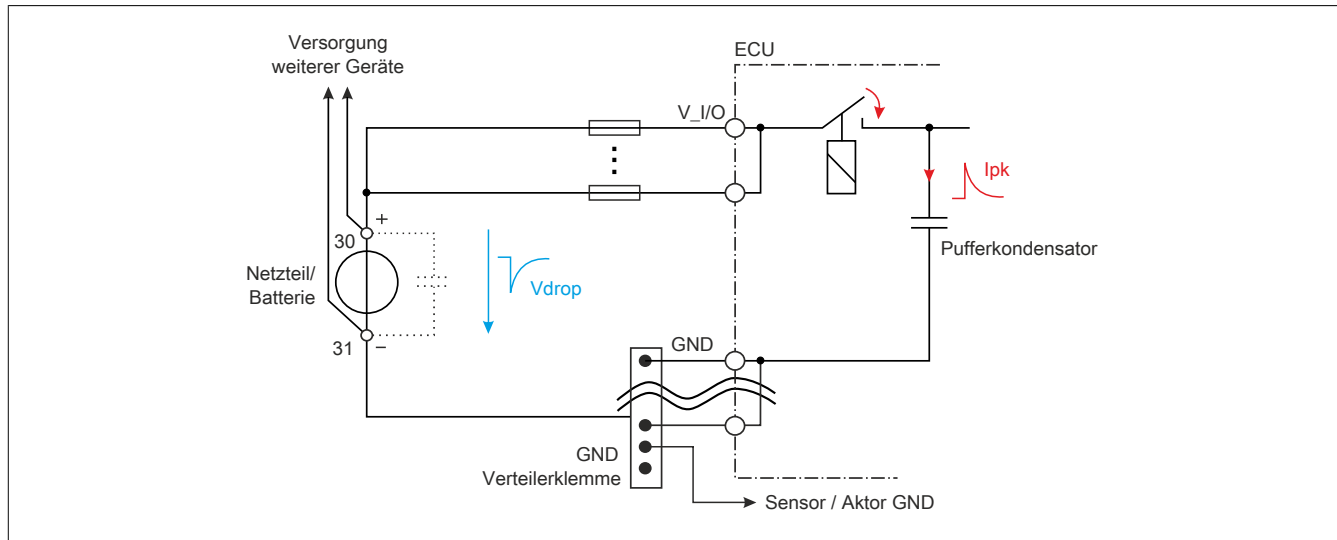 Versorgung
weiterer Geräte
ECU
V_I/O
Ipk
+
30
Pufferkondensator
Netzteil/
Batterie
Vdrop
31
–
GND
GND
Verteilerklemme
Sensor / Aktor GND